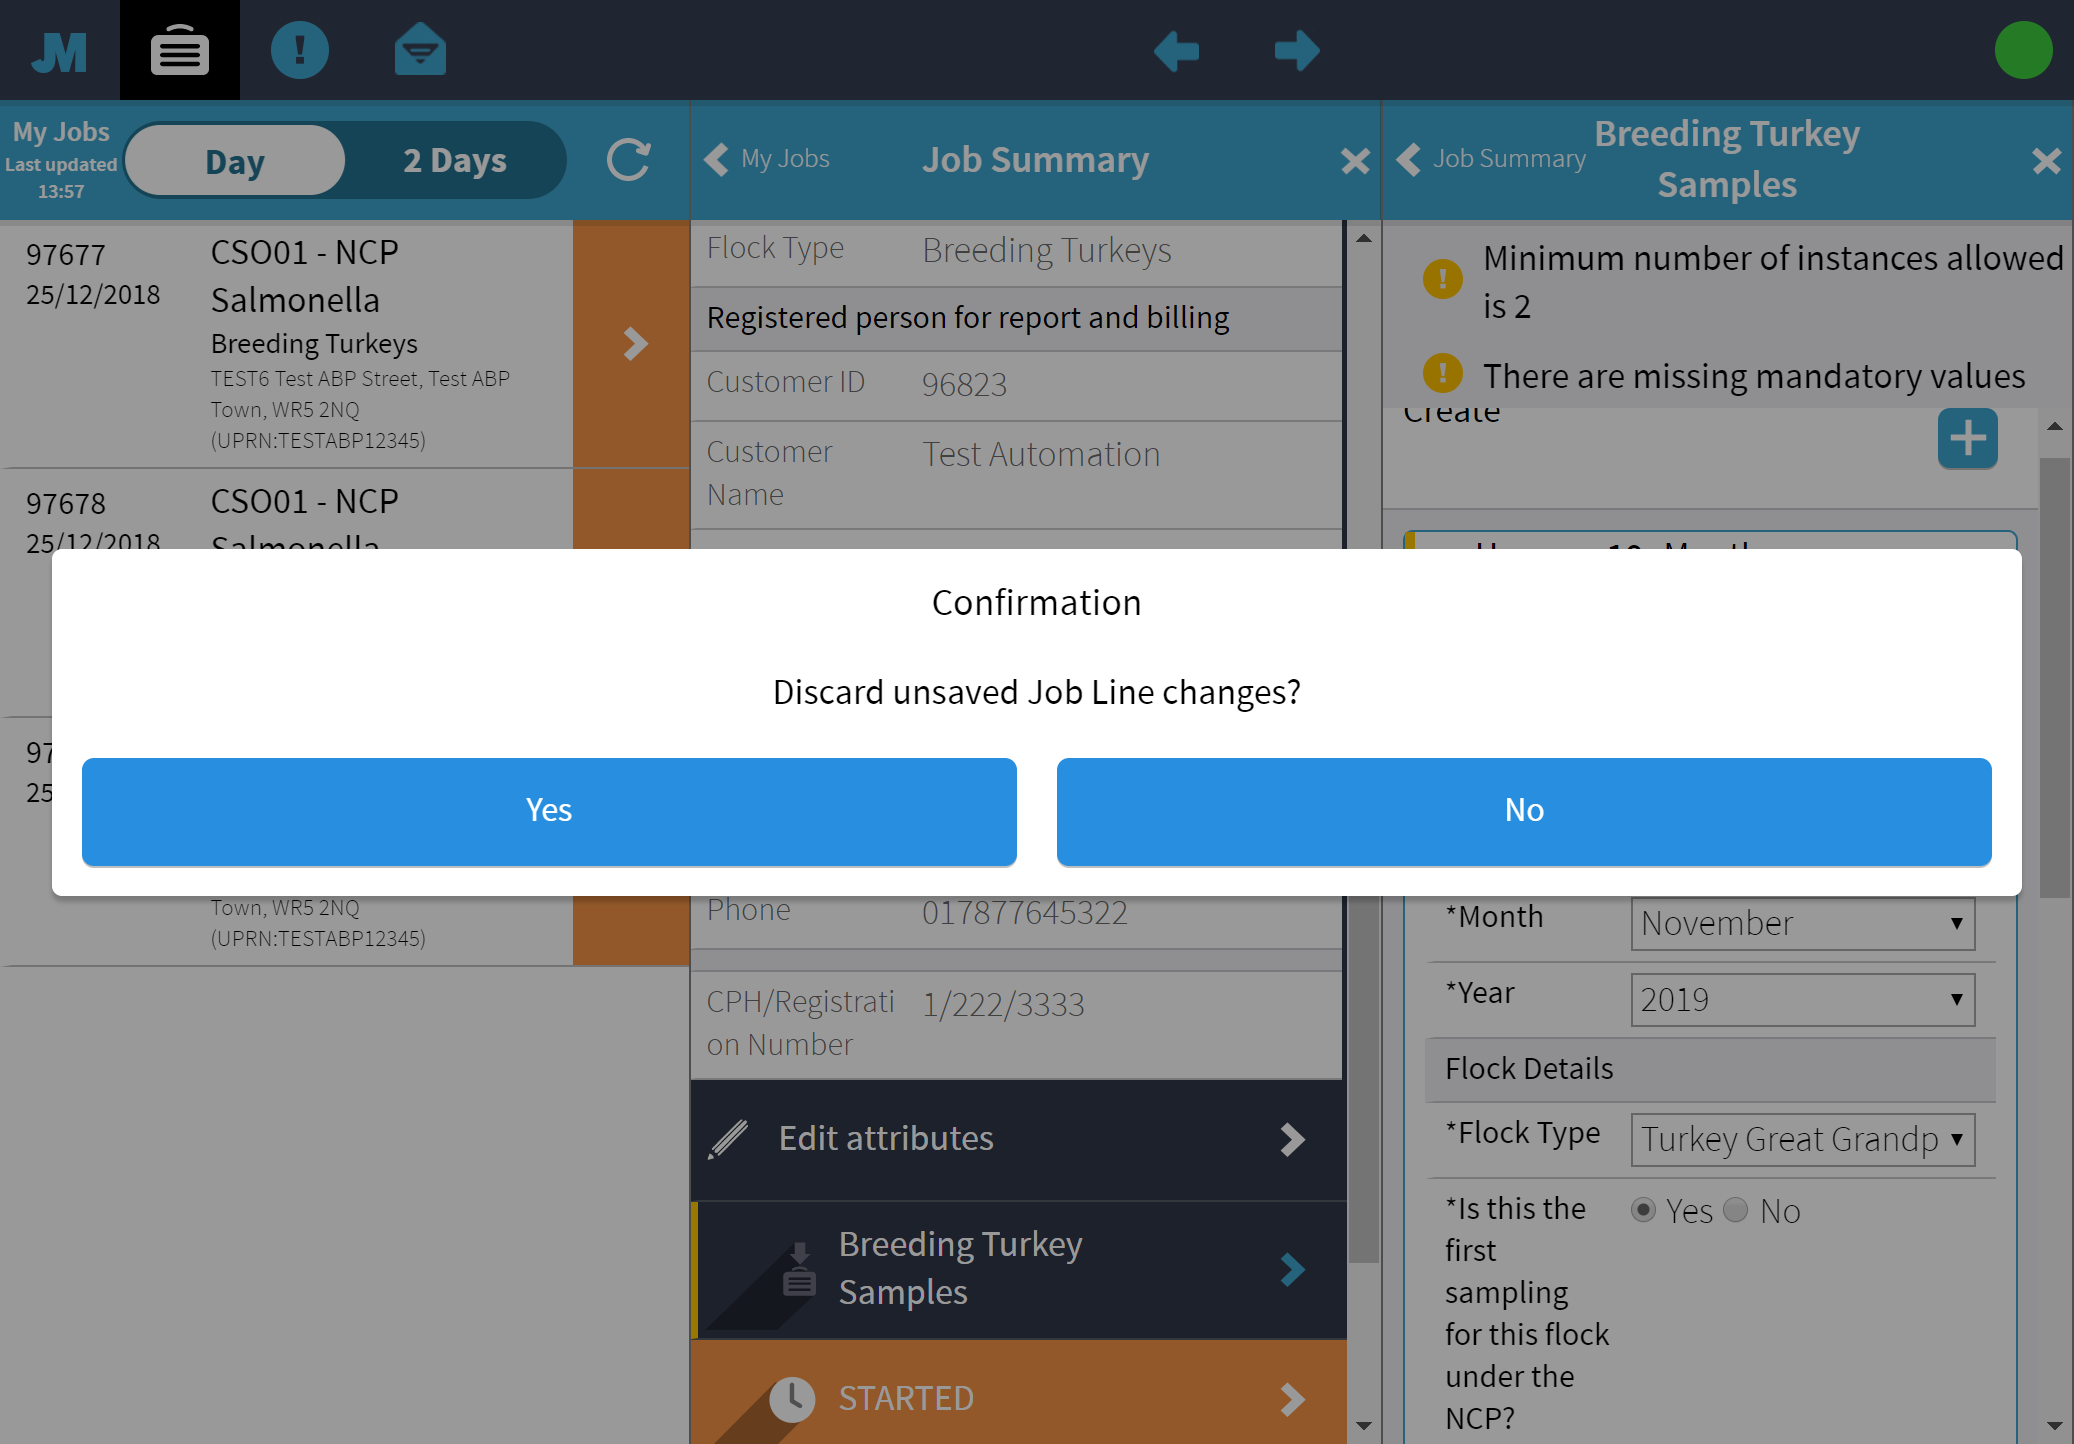 JM
My Jobs
Last updated
13:57
Day
2 Days
My Jobs
Job Summary
Job Summary
Breeding Turkey
Samples
97677
25/12/2018
CSO01 - NCP
Salmonella
Breeding Turkeys
TEST6 Test ABP Street, Test ABP
Town, WR5 2NQ
(UPRN:TESTABP12345)
97678
25/12/2018
CSO01 - NCP
Salmonella
97
25
Town, WR5 2NQ
(UPRN:TESTABP12345)
Flock Type
Breeding Turkeys
Registered person for report and billing
Customer ID
96823
Customer
Name
Test Automation
Minimum number of instances allowed
is 2
There are missing mandatory values
Create
Confirmation
Discard unsaved Job Line changes?
Yes
No
Phone
017877645322
CPH/Registrati
on Number
1/222/3333
Edit attributes
Breeding Turkey
Samples
STARTED
*Month
November
*Year
2019
Flock Details
*Flock Type
Turkey Great Grandp
*Is this the
first
sampling
for this flock
under the
NCP?
Yes
No